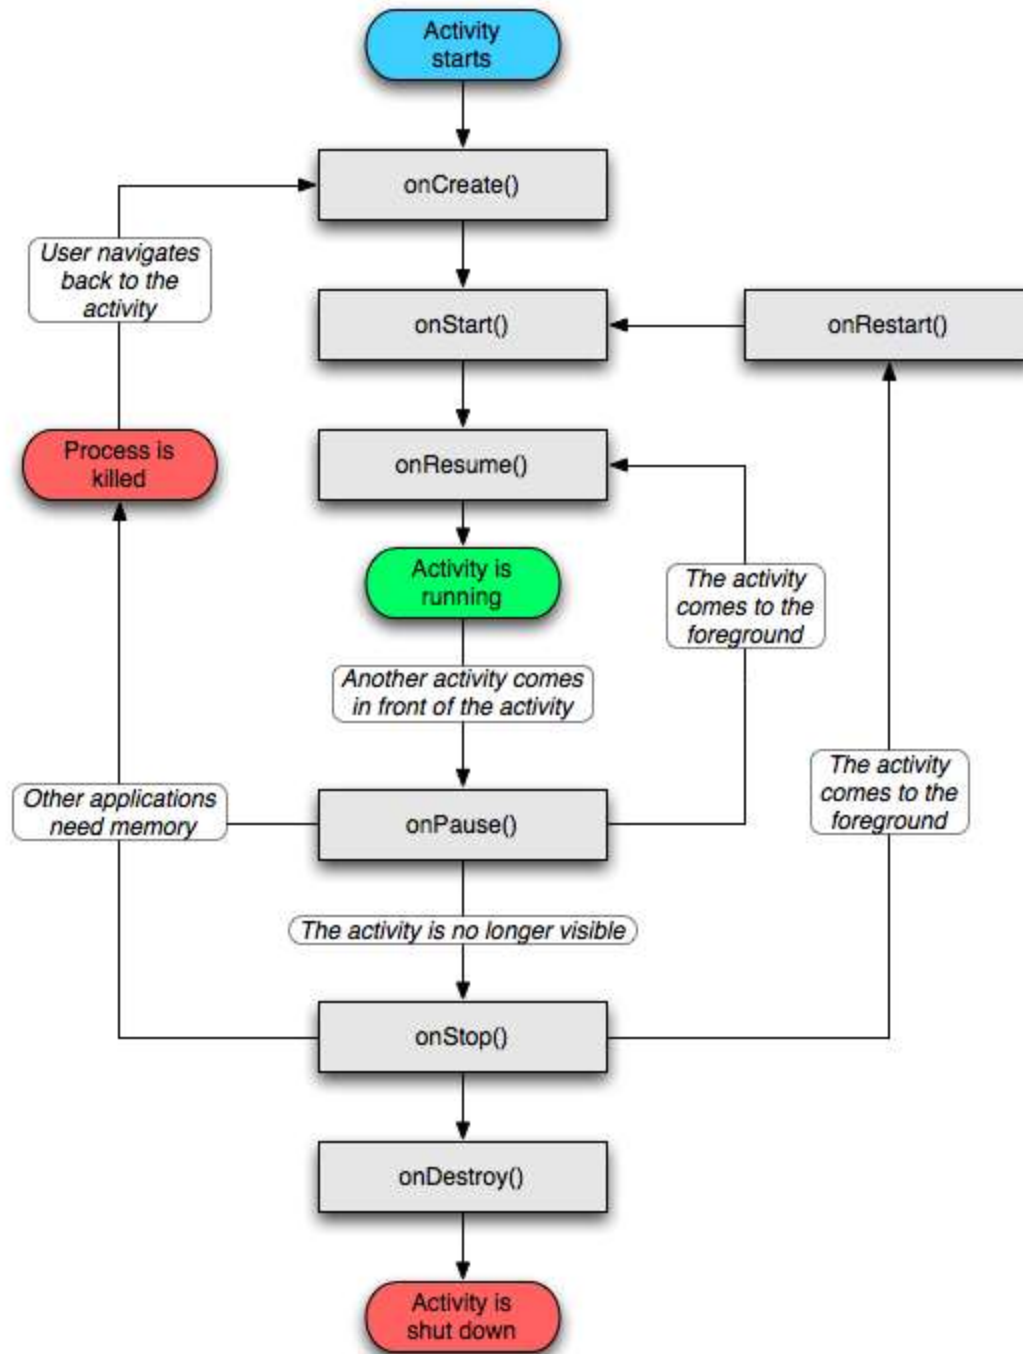 Activity
starts
onCreate()
User navigates
back to the
activity
onStart()
onRestart()
Process is
killed
onResume()
Activity is
running
The activity
comes to the
foreground
Another activity comes
in front of the activity
Other applications
need memory
onPause()
The activity
comes to the
foreground
The activity is no longer visible
onStop()
onDestroy()
Activity is
shut down